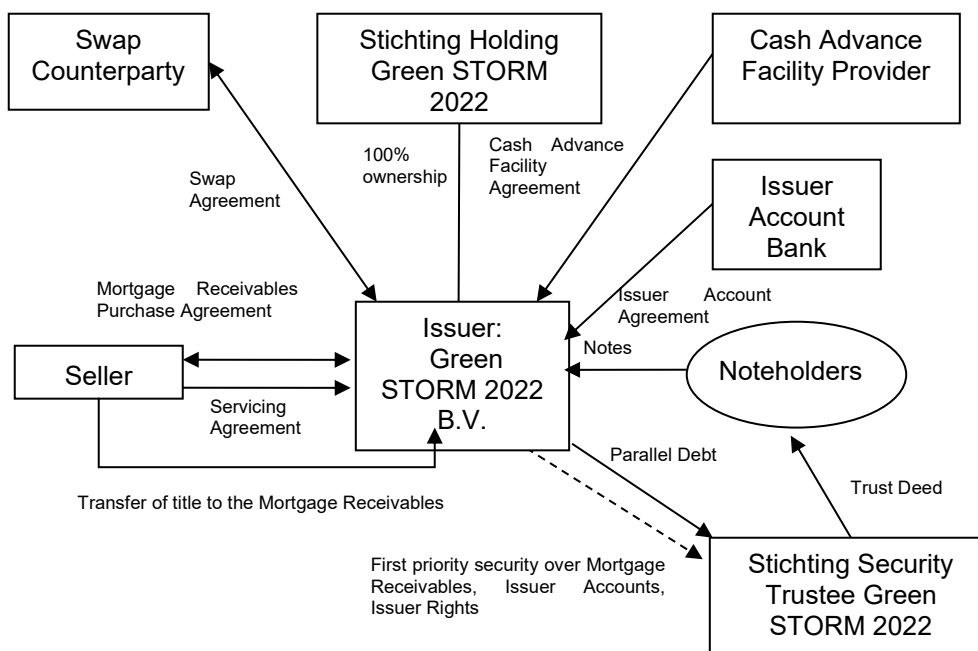 Swap
Counterparty
Stichting Holding
Green STORM
2022
Cash Advance
Facility Provider
100%
ownership
Cash Advance
Facility
Agreement
Swap
Agreement
Issuer
Account
Bank
Mortgage Receivables
Purchase Agreement
Issuer Account
Agreement
Issuer:
Green
STORM 2022
B.V.
Notes
Seller
Noteholders
Servicing
Agreement
Parallel Debt
Trust Deed
Transfer of title to the Mortgage Receivables
First priority security over Mortgage
Receivables, Issuer Accounts,
Issuer Rights
Stichting Security
Trustee Green
STORM 2022